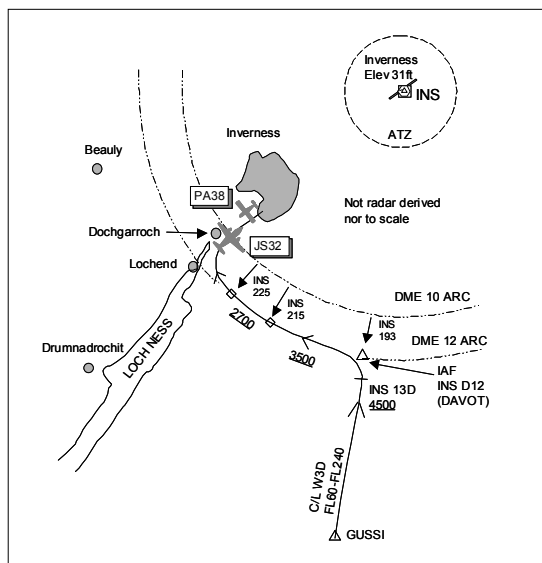 Inverness
Elev 31ft
INS
ATZ
Inverness
Beauly
PA38
Not radar derived
nor to scale
Dochgarroch
JS32
Lochend
INS
225
INS
215
DME 10 ARC
INS
193
2700
DME 12 ARC
3500
Drumnadrochit
LOCH NESS
IAF
INS D12
(DAVOT)
INS 13D
4500
C/L W3D
FL60-FL240
GUSSI